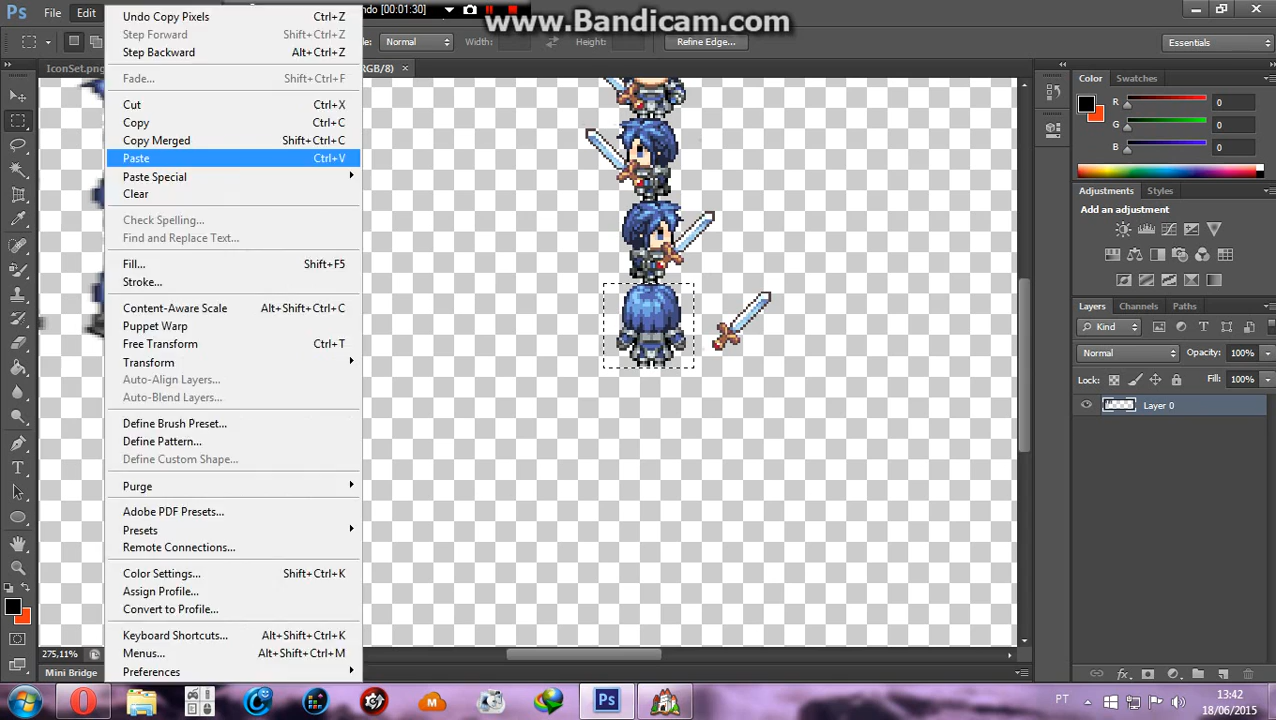 www.Bandicam.com
Ps File Edit ndo [00:01:30]
Normal Width: Height: Refine Edge... Essentials
IconSet.png RGB/8) ×
Undo Copy Pixels Ctrl+Z
Step Forward Shift+Ctrl+Z
Step Backward Alt+Ctrl+Z
Fade... Shift+Ctrl+F
Cut Ctrl+X
Copy Ctrl+C
Copy Merged Shift+Ctrl+C
Paste Ctrl+V
Paste Special
Clear
Check Spelling...
Find and Replace Text...
Fill... Shift+F5
Stroke...
Content-Aware Scale Alt+Shift+Ctrl+C
Puppet Warp
Free Transform Ctrl+T
Transform
Auto-Align Layers...
Auto-Blend Layers...
Define Brush Preset...
Define Pattern...
Define Custom Shape...
Purge
Adobe PDF Presets...
Presets
Remote Connections...
Color Settings... Shift+Ctrl+K
Assign Profile...
Convert to Profile...
Keyboard Shortcuts... Alt+Shift+Ctrl+K
Menus... Alt+Shift+Ctrl+M
Preferences
Color Swatches
R 0
G 0
B 0
Adjustments Styles
Add an adjustment
Layers Channels Paths
Kind
Normal Opacity: 100%
Lock: Fill: 100%
Layer 0
275,11%
Mini Bridge
Ps PT 13:42
18/06/2015